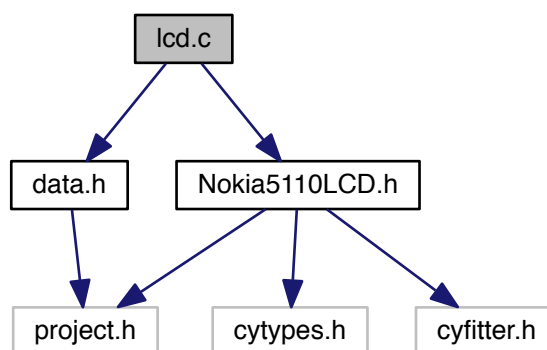 lcd.c
data.h
Nokia5110LCD.h
project.h
cytypes.h
cyfitter.h